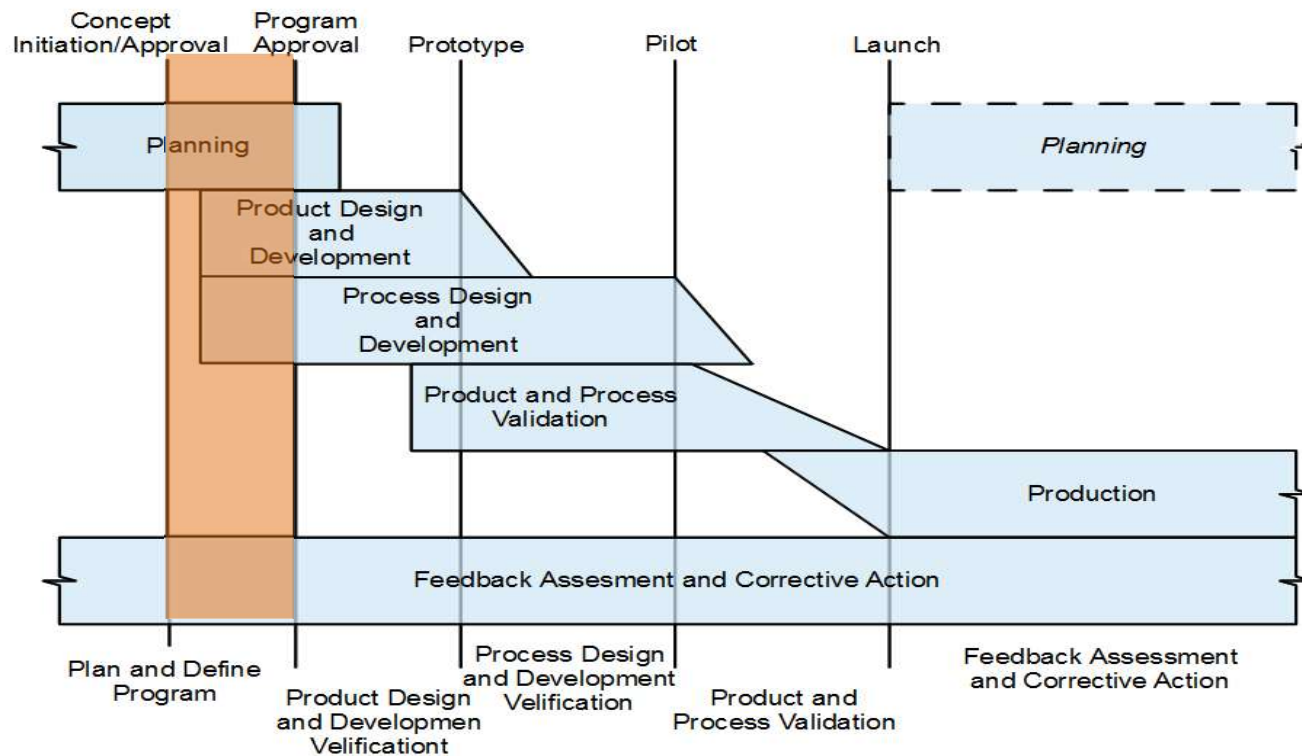 Concept
Initiation/Approval
Program
Approval
Prototype
Pilot
Launch
Planning
Planning
Product Design
and
Development
Process Design
and
Development
Product and Process
Validation
Production
Feedback Assesment and Corrective Action
Plan and Define
Program
Product Design
and Developmen
Velificationt
Process Design
and Development
Velification
Product and
Process Validation
Feedback Assessment
and Corrective Action